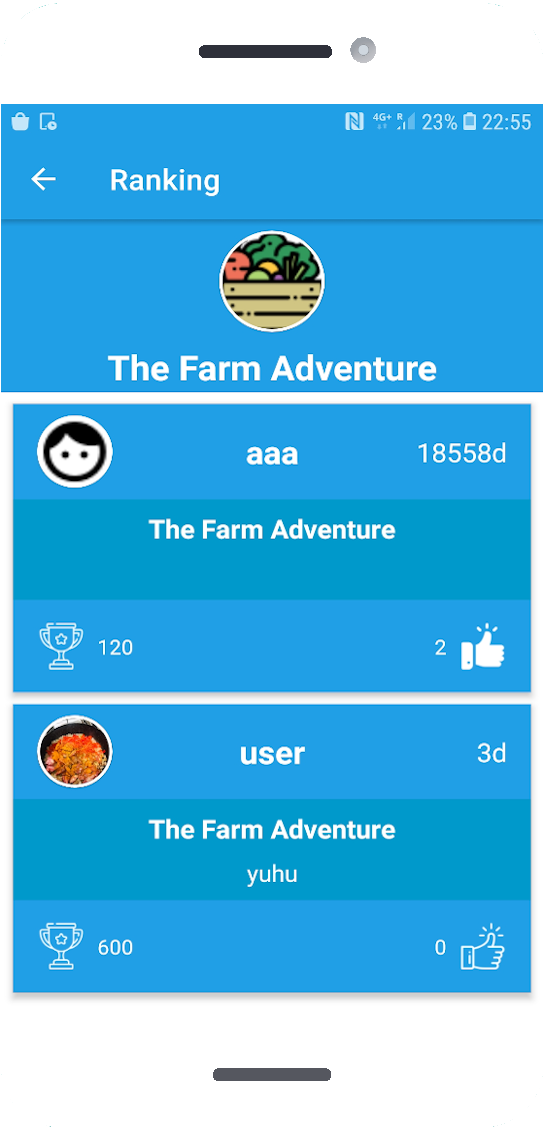 4G+ R 23% 22:55
Ranking
The Farm Adventure
aaa 18558d
The Farm Adventure
120 2
user 3d
The Farm Adventure
yuhu
600 0